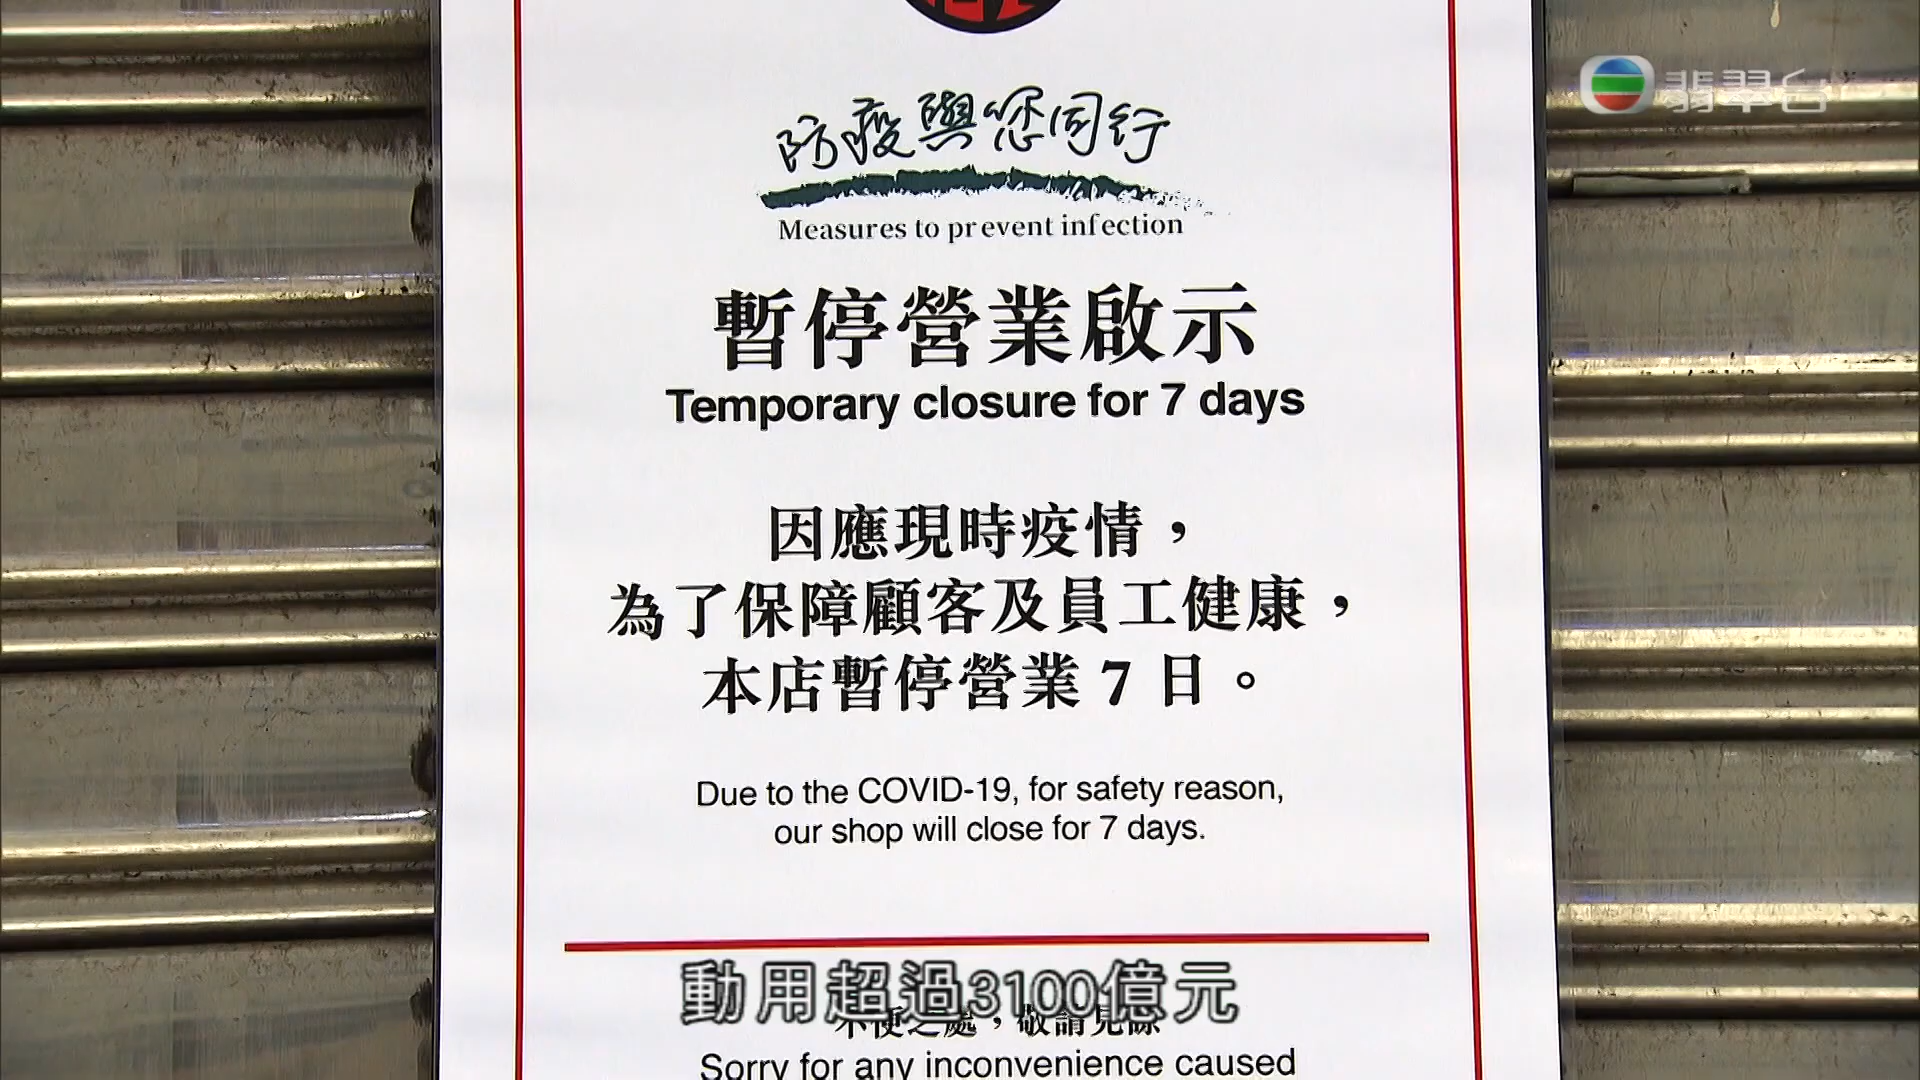 翡翠台
防疫與您同行
Measures to prevent infection
暫停營業啟示
Temporary closure for 7 days
因應現時疫情，
為了保障顧客及員工健康，
本店暫停營業 7 日。
Due to the COVID-19, for safety reason,
our shop will close for 7 days.
動用超過3100億元
不便之處，敬請見諒
Sorry for any inconvenience caused